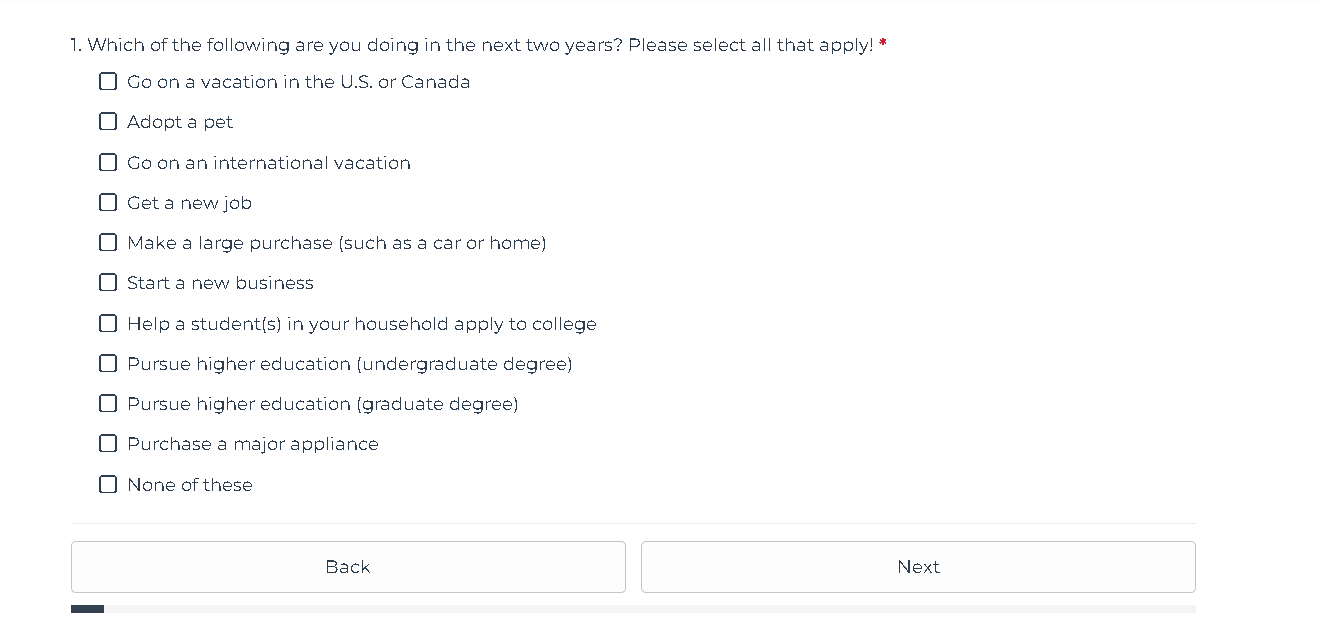 1. Which of the following are you doing in the next two years? Please select all that apply! *
Go on a vacation in the U.S. or Canada
Adopt a pet
Go on an international vacation
Get a new job
Make a large purchase (such as a car or home)
Start a new business
Help a student(s) in your household apply to college
Pursue higher education (undergraduate degree)
Pursue higher education (graduate degree)
Purchase a major appliance
None of these
Back
Next